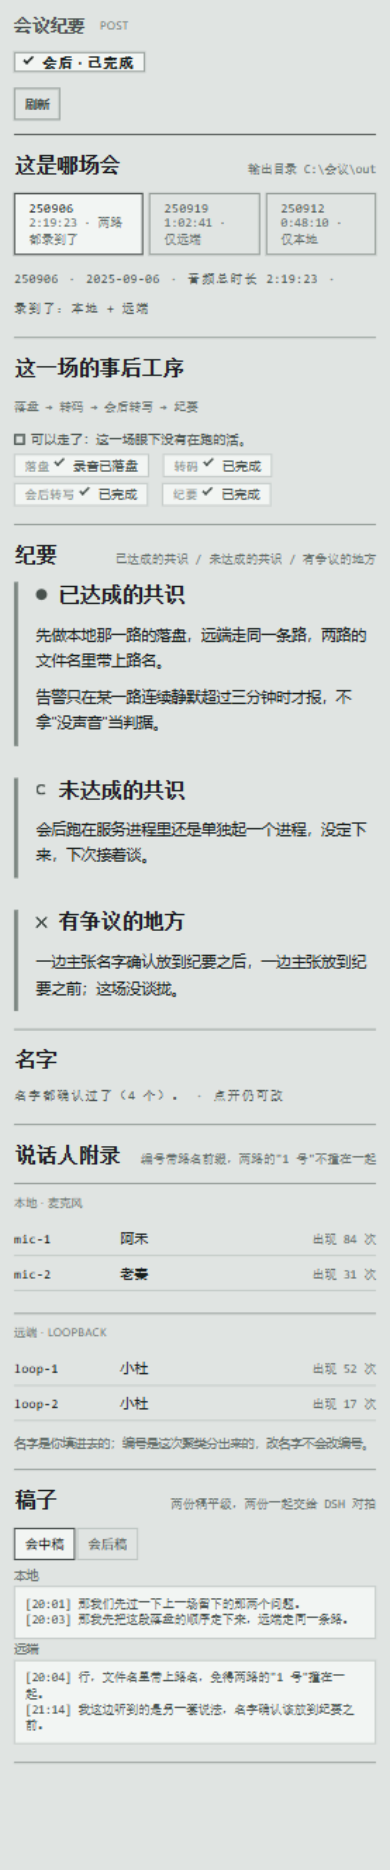 会议纪要 POST
✓ 会后·已完成
刷新
这是哪场会 输出目录 C:\会议\out
250906
2:19:23 · 两路
都录到了
250919
1:02:41 ·
仅远端
250912
0:48:10 ·
仅本地
250906 · 2025-09-06 · 音频总时长 2:19:23 ·
录到了：本地 + 远端
这一场的事后工序
落盘 → 转码 → 会后转写 → 纪要
可以走了：这一场眼下没有在跑的活。
落盘 ✓ 录音已落盘 转码 ✓ 已完成
会后转写 ✓ 已完成 纪要 ✓ 已完成
纪要 已达成的共识 / 未达成的共识 / 有争议的地方
● 已达成的共识
先做本地那一路的落盘，远端走同一条路，两路的
文件名里带上路名。
告警只在某一路连续静默超过三分钟时才报，不
拿"没声音"当判据。
C 未达成的共识
会后跑在服务进程里还是单独起一个进程，没定下
来，下次接着谈。
× 有争议的地方
一边主张名字确认放到纪要之后，一边主张放到纪
要之前；这场没谈拢。
名字
名字都确认过了（4 个）。 · 点开仍可改
说话人附录 编号带路名前缀，两路的"1 号"不撞在一起
本地 · 麦克风
mic-1 阿禾 出现 84 次
mic-2 老秦 出现 31 次
远端 · LOOPBACK
loop-1 小杜 出现 52 次
loop-2 小杜 出现 17 次
名字是你填进去的；编号是这次聚类分出来的，改名字不会改编号。
稿子 两份稿平级，两份一起交给 DSH 对拍
会中稿 会后稿
本地
[20:01] 那我们先过一下上一场留下的那两个问题。
[20:03] 那我先把这段落盘的顺序走下来，远端走同一条路。
远端
[20:04] 行，文件名里带上路名，免得两路的"1 号"撞在一
起。
[21:14] 我这边听到的是另一套说法，名字确认该放到纪要之
前。